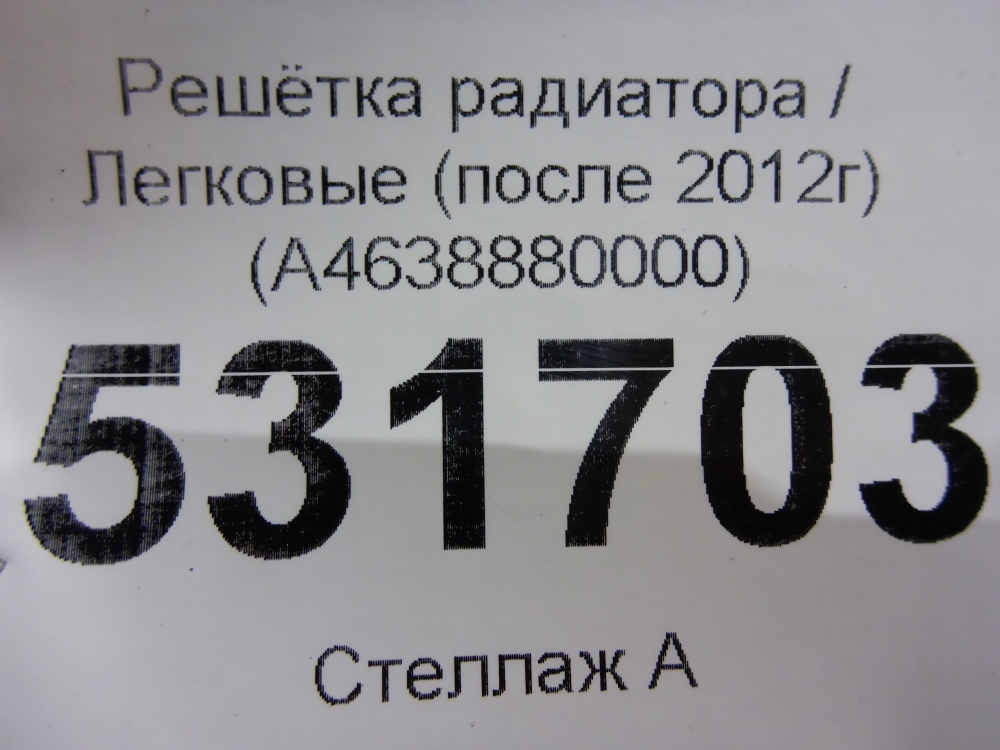 Решётка радиатора /
Легковые (после 2012г)
(A4638880000)
531703
Стеллаж А